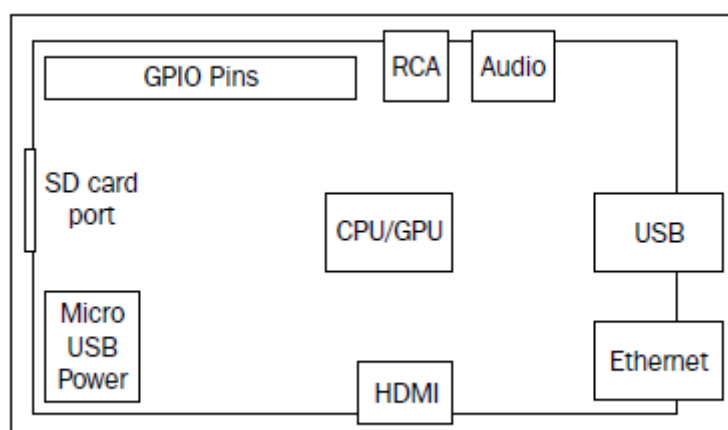 GPIO Pins
RCA
Audio
SD card
port
CPU/GPU
USB
Micro
USB
Power
HDMI
Ethernet